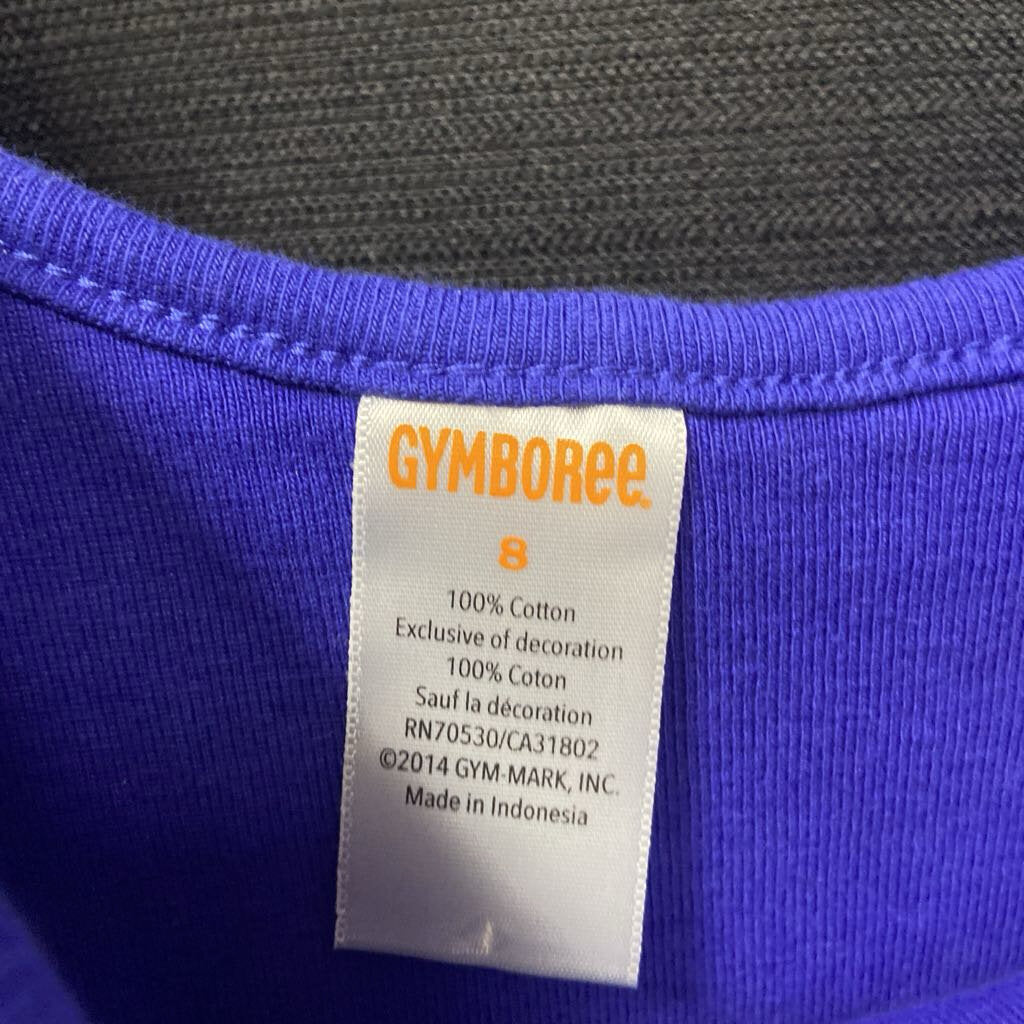 GYMBOREE
8
100% Cotton
Exclusive of decoration
100% Coton
Sauf la décoration
RN70530/CA31802
©2014 GYM-MARK, INC.
Made in Indonesia